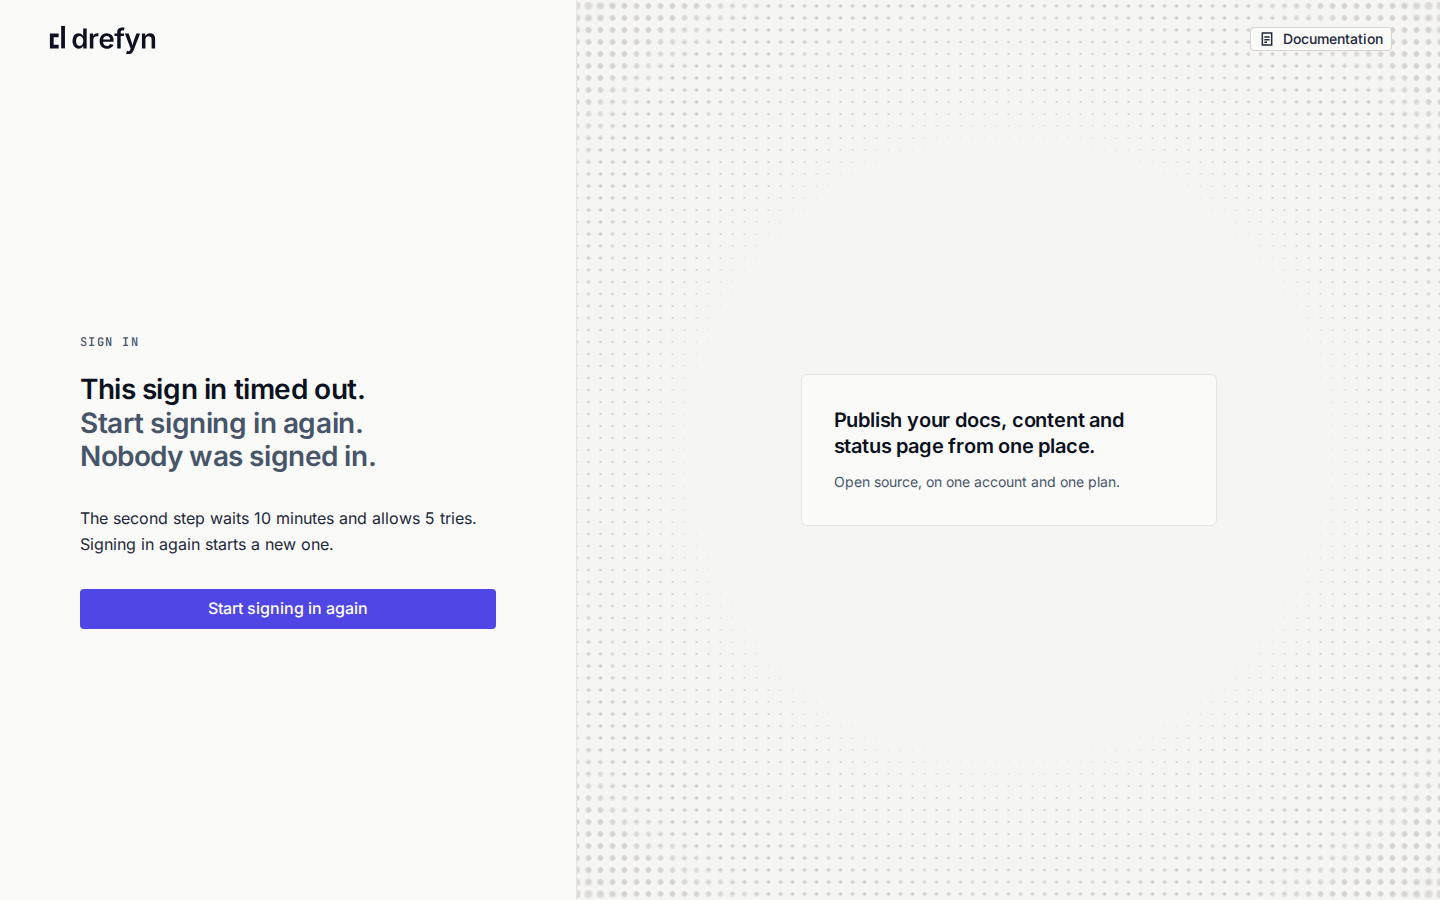 drefyn
Documentation
SIGN IN
This sign in timed out.
Start signing in again.
Nobody was signed in.
The second step waits 10 minutes and allows 5 tries.
Signing in again starts a new one.
Start signing in again
Publish your docs, content and
status page from one place.
Open source, on one account and one plan.